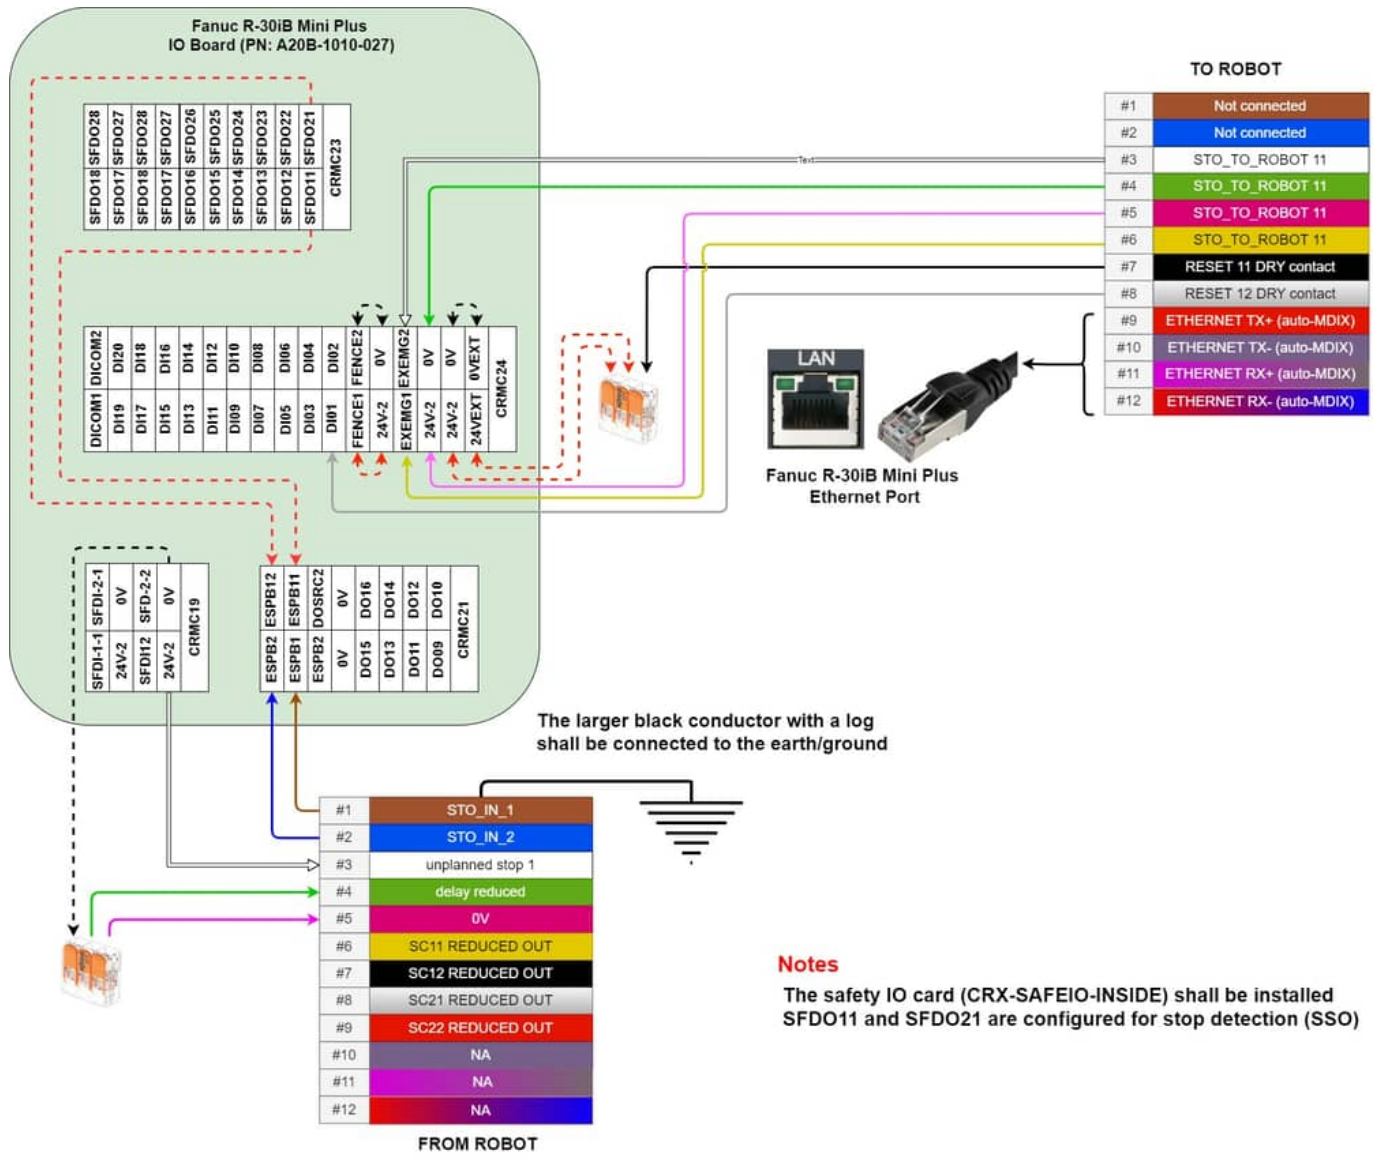 Fanuc R-30iB Mini Plus
IO Board (PN: A20B-1010-027)
SFDO28 SFDO27 SFDO28 SFDO27 SFDO26 SFDO25 SFDO24 SFDO23 SFDO22 SFDO21
SFDO18 SFDO17 SFDO18 SFDO17 SFDO16 SFDO15 SFDO14 SFDO13 SFDO12 SFDO11
CRMC23
DICOM2 DI20 DI18 DI16 DI14 DI12 DI10 DI08 DI06 DI04 DI02 FENCE2 0V EXEMG2 0V 0V 0VEXT
DICOM1 DI19 DI17 DI15 DI13 DI11 DI09 DI07 DI05 DI03 DI01 FENCE1 24V-2 EXEMG1 24V-2 24V-2 24VEXT
CRMC24
SFDI-2-1 0V SFD-2-2 0V
SFDI-1-1 24V-2 SFDI12 24V-2
CRMC19
ESPB12 ESPB11 DOSRC2 0V DO16 DO14 DO12 DO10
ESPB2 ESPB1 ESPB2 0V DO15 DO13 DO11 DO09
CRMC21
Text
TO ROBOT
#1 Not connected
#2 Not connected
#3 STO_TO_ROBOT 11
#4 STO_TO_ROBOT 11
#5 STO_TO_ROBOT 11
#6 STO_TO_ROBOT 11
#7 RESET 11 DRY contact
#8 RESET 12 DRY contact
#9 ETHERNET TX+ (auto-MDIX)
#10 ETHERNET TX- (auto-MDIX)
#11 ETHERNET RX+ (auto-MDIX)
#12 ETHERNET RX- (auto-MDIX)
LAN
Fanuc R-30iB Mini Plus
Ethernet Port
The larger black conductor with a log
shall be connected to the earth/ground
#1 STO_IN_1
#2 STO_IN_2
#3 unplanned stop 1
#4 delay reduced
#5 0V
#6 SC11 REDUCED OUT
#7 SC12 REDUCED OUT
#8 SC21 REDUCED OUT
#9 SC22 REDUCED OUT
#10 NA
#11 NA
#12 NA
FROM ROBOT
Notes
The safety IO card (CRX-SAFEIO-INSIDE) shall be installed
SFDO11 and SFDO21 are configured for stop detection (SSO)